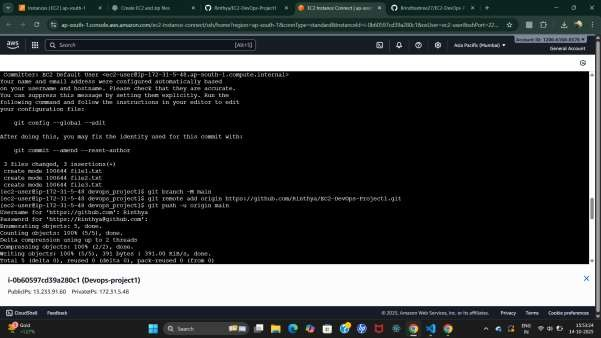 Instances | EC2 | ap-south-1
Create EC2 and zip files
Rinthya/EC2-DevOps-Project1
EC2 Instance Connect | ap-sou
Windhadmin27/EC2-DevOps
ap-south-1.console.aws.amazon.com/ec2-instance-connect/ssh/home?region=ap-south-1&connType=standard&instanceId=i-0b60597cd39a280c1&osUser=ec2-user&sshPort=22...
aws
Search
[Alt+S]
Asia Pacific (Mumbai)
General Account
Committer: EC2 Default User <ec2-user@ip-172-31-5-48.ap-south-1.compute.internal>
Your name and email address were configured automatically based
on your username and hostname. Please check that they are accurate.
You can suppress this message by setting them explicitly. Run the
following command and follow the instructions in your editor to edit
your configuration file:
git config --global --edit
After doing this, you may fix the identity used for this commit with:
git commit --amend --reset-author
3 files changed, 3 insertions(+)
create mode 100644 file1.txt
create mode 100644 file2.txt
create mode 100644 file3.txt
[ec2-user@ip-172-31-5-48 devops_project]$ git branch -M main
[ec2-user@ip-172-31-5-48 devops_project]$ git remote add origin https://github.com/Rinthya/EC2-DevOps-Project1.git
[ec2-user@ip-172-31-5-48 devops_project]$ git push -u origin main
Username for 'https://github.com': Rinthya
Password for 'https://Rinthya@github.com':
Enumerating objects: 5, done.
Counting objects: 100% (5/5), done.
Delta compression using up to 2 threads
Compressing objects: 100% (2/2), done.
Writing objects: 100% (5/5), 391 bytes | 391.00 KiB/s, done.
Total 5 (delta 0), reused 0 (delta 0), pack-reused 0 (from 0)
i-0b60597cd39a280c1 (Devops-project1)
PublicIPs: 13.233.91.60 PrivateIPs: 172.31.5.48
CloudShell Feedback
© 2025, Amazon Web Services, Inc. or its affiliates. Privacy Terms Cookie preferences
Gold
+1.27%
Search
ENG
IN
15:53:24
14-10-2025